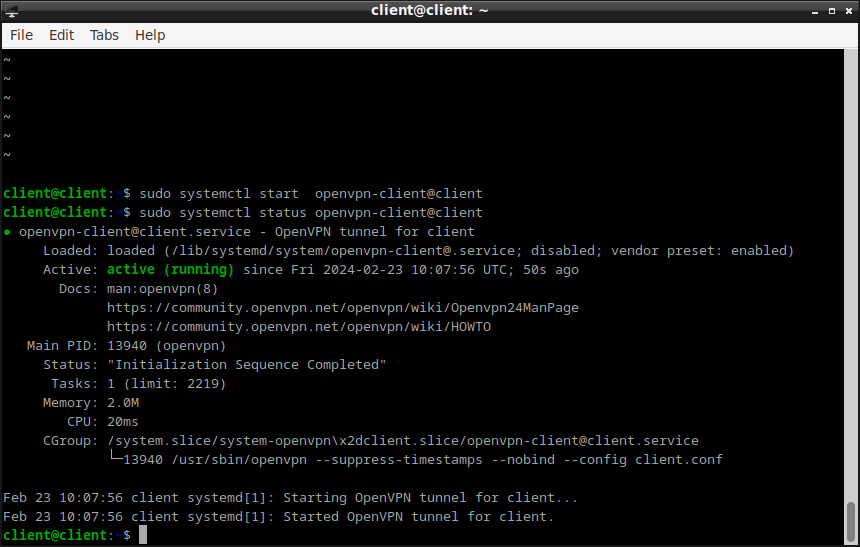 client@client: ~
File Edit Tabs Help
~
~
~
~
~
~
client@client:~$ sudo systemctl start  openvpn-client@client
client@client:~$ sudo systemctl status openvpn-client@client
● openvpn-client@client.service - OpenVPN tunnel for client
     Loaded: loaded (/lib/systemd/system/openvpn-client@.service; disabled; vendor preset: enabled)
     Active: active (running) since Fri 2024-02-23 10:07:56 UTC; 50s ago
       Docs: man:openvpn(8)
             https://community.openvpn.net/openvpn/wiki/Openvpn24ManPage
             https://community.openvpn.net/openvpn/wiki/HOWTO
   Main PID: 13940 (openvpn)
     Status: "Initialization Sequence Completed"
      Tasks: 1 (limit: 2219)
     Memory: 2.0M
        CPU: 20ms
     CGroup: /system.slice/system-openvpn\x2dclient.slice/openvpn-client@client.service
             └─13940 /usr/sbin/openvpn --suppress-timestamps --nobind --config client.conf
Feb 23 10:07:56 client systemd[1]: Starting OpenVPN tunnel for client...
Feb 23 10:07:56 client systemd[1]: Started OpenVPN tunnel for client.
client@client:~$